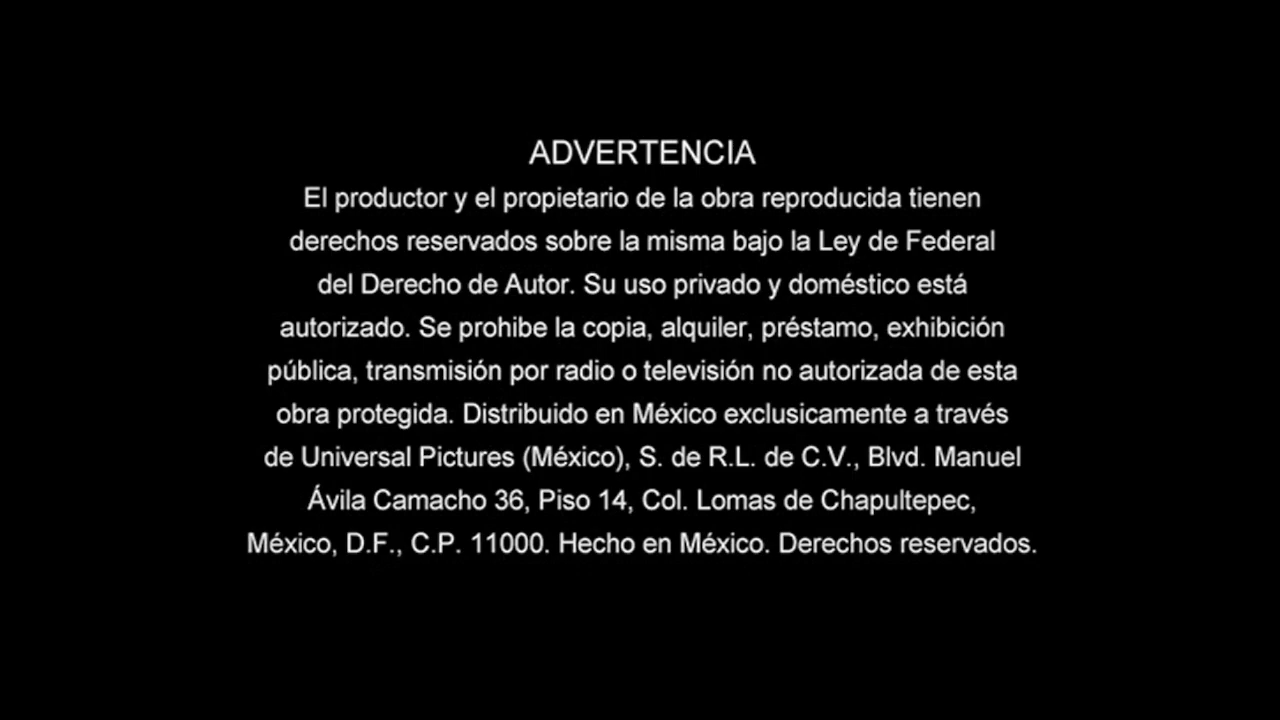 ADVERTENCIA
El productor y el propietario de la obra reproducida tienen
derechos reservados sobre la misma bajo la Ley de Federal
del Derecho de Autor. Su uso privado y doméstico está
autorizado. Se prohibe la copia, alquiler, préstamo, exhibición
pública, transmisión por radio o televisión no autorizada de esta
obra protegida. Distribuido en México exclusicamente a través
de Universal Pictures (México), S. de R.L. de C.V., Blvd. Manuel
Ávila Camacho 36, Piso 14, Col. Lomas de Chapultepec,
México, D.F., C.P. 11000. Hecho en México. Derechos reservados.